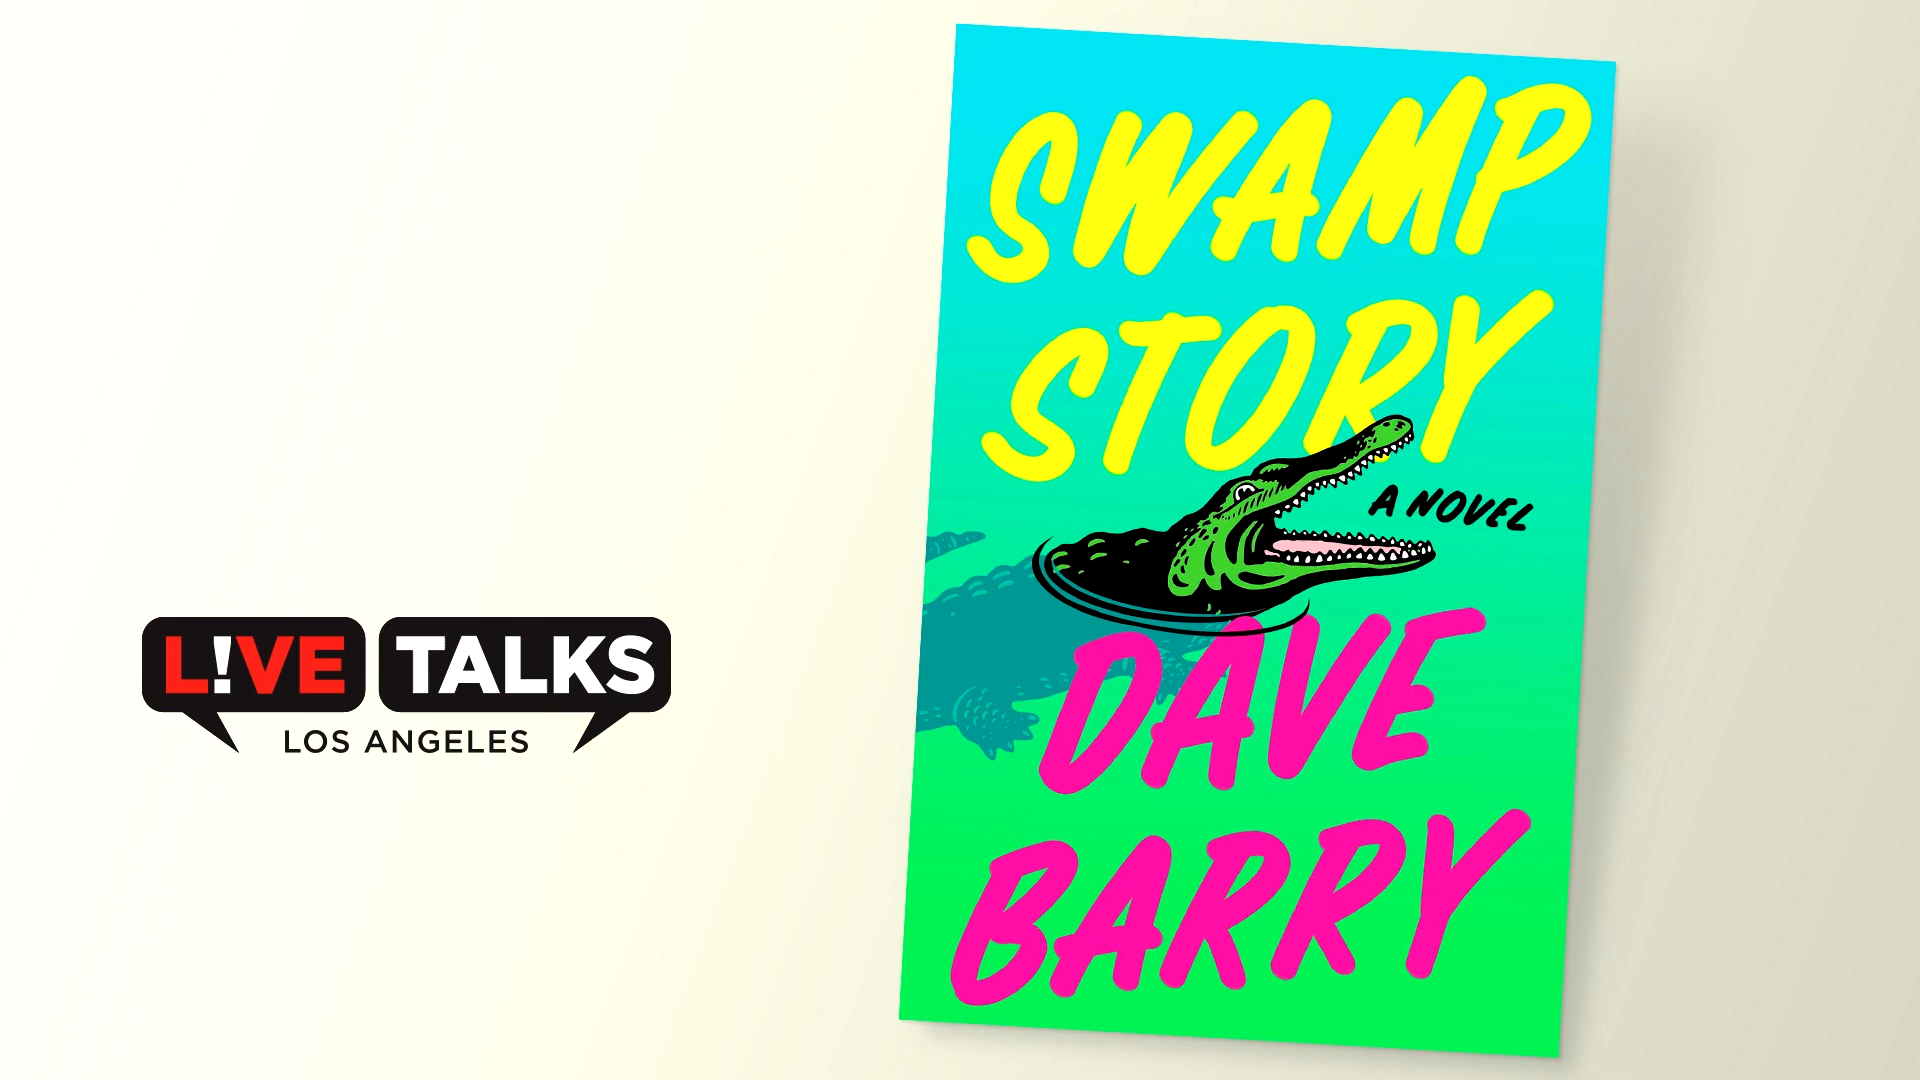 L!VE TALKS
LOS ANGELES
SWAMP
STORY
A NOVEL
DAVE
BARRY